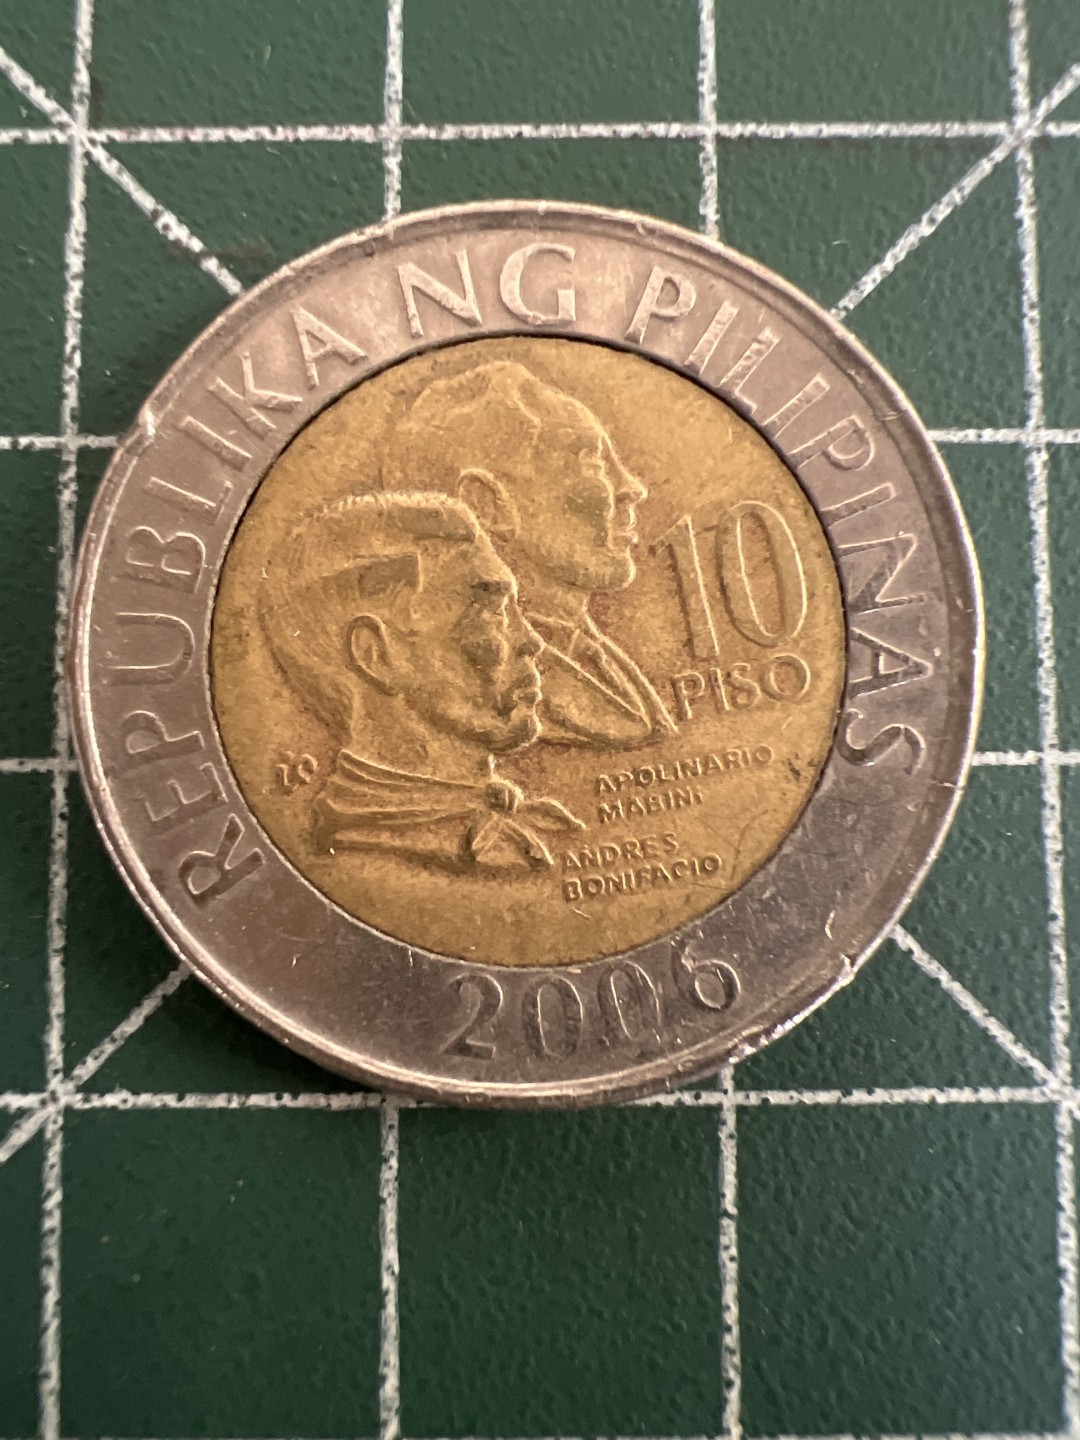 REPUBLIKA NG PILIPINAS
10
PISO
APOLINARIO
MABINI
ANDRES
BONIFACIO
2006